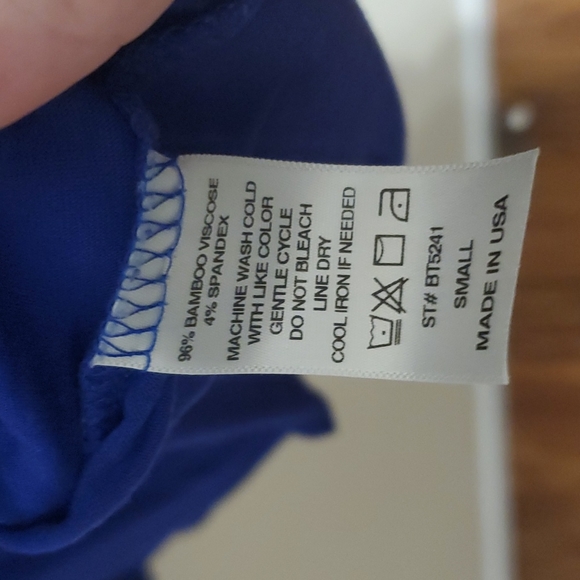 96% BAMBOO VISCOSE
4% SPANDEX
MACHINE WASH COLD
WITH LIKE COLOR
GENTLE CYCLE
DO NOT BLEACH
LINE DRY
COOL IRON IF NEEDED
ST# BT5241
SMALL
MADE IN USA